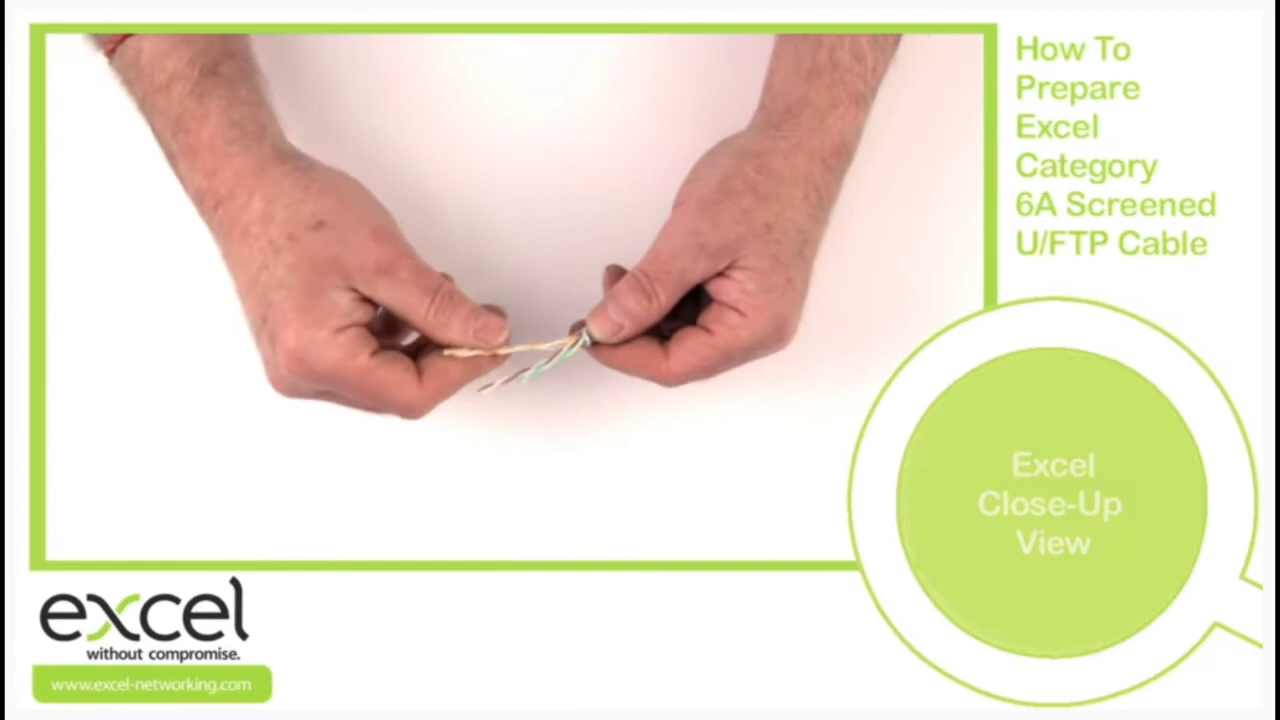 How To
Prepare
Excel
Category
6A Screened
U/FTP Cable
Excel
Close-Up
View
excel
without compromise.
www.excel-networking.com